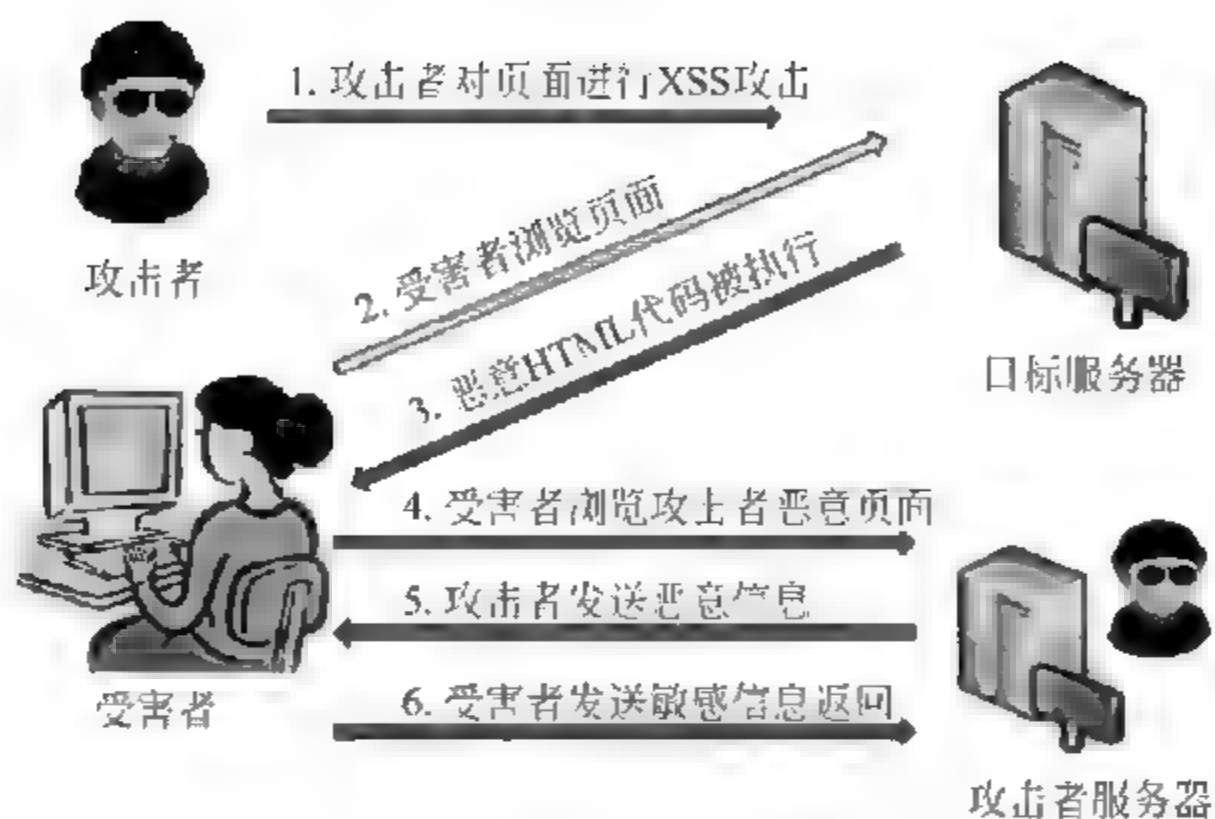 1. 攻击者对页面进行XSS攻击
攻击者
2. 受害者浏览页面
3. 恶意HTML代码被执行
目标服务器
4. 受害者浏览攻击者恶意页面
5. 攻击者发送恶意信息
受害者
6. 受害者发送敏感信息返回
攻击者服务器